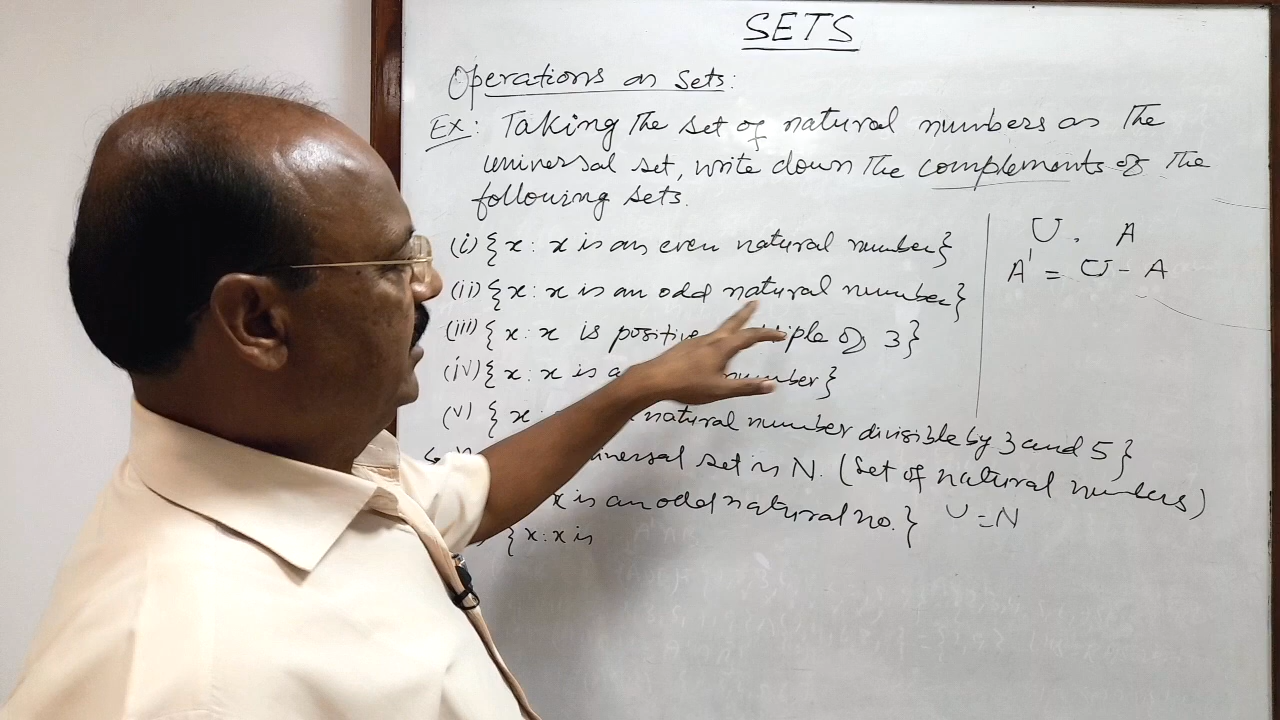 SETS
Operations on Sets:
Ex: Taking the set of natural numbers as the
universal set, write down the complements of the
following sets.
(i) {x: x is an even natural number}
(ii) {x: x is an odd natural number}
(iii) {x: x is positive of 3}
(iv) {x: x is a number}
(v) {x: natural number divisible by 3 and 5}
set is N. (Set of natural numbers)
x is an odd natural no.} U=N
{x: x is
U. A
A' = U - A